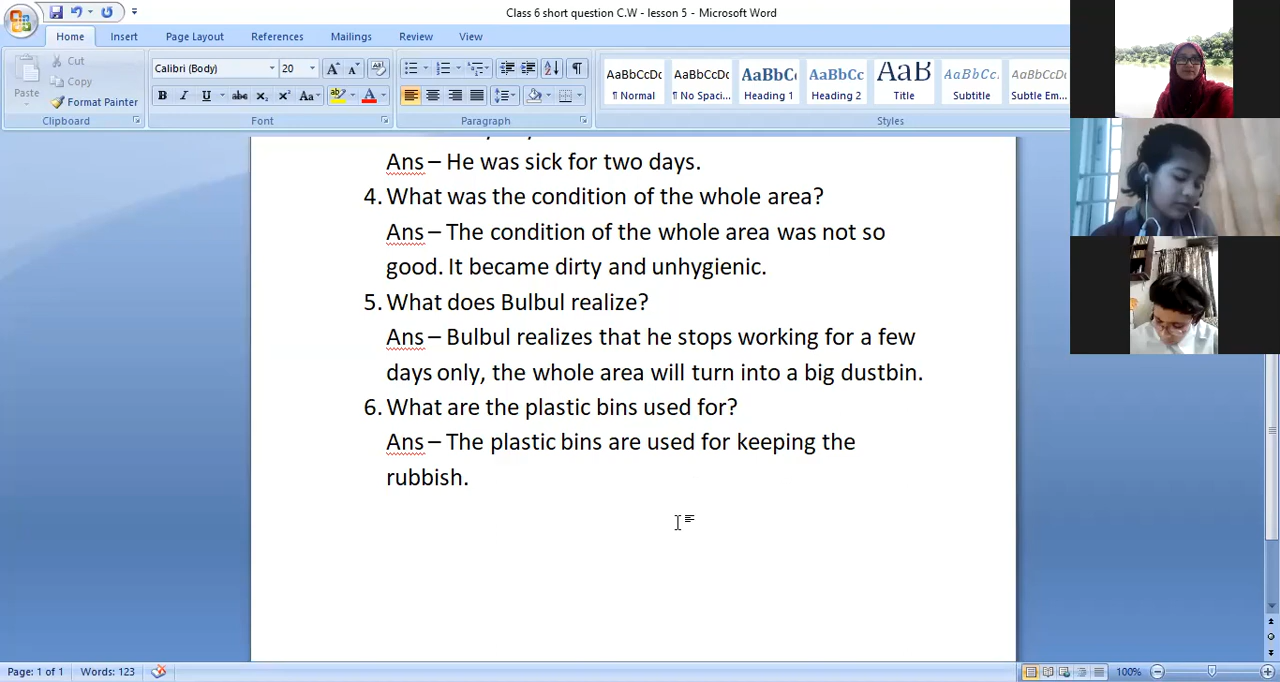 Class 6 short question C.W - lesson 5 - Microsoft Word
Home Insert Page Layout References Mailings Review View
Paste
Cut
Copy
Format Painter
Clipboard
Calibri (Body) 20
Font
Paragraph
AaBbCcDc AaBbCcDc AaBbC AaBbCc AaB AaBbCc. AaBbCcDc
¶ Normal ¶ No Spaci... Heading 1 Heading 2 Title Subtitle Subtle Em...
Styles
Ans – He was sick for two days.
4. What was the condition of the whole area?
Ans – The condition of the whole area was not so
good. It became dirty and unhygienic.
5. What does Bulbul realize?
Ans – Bulbul realizes that he stops working for a few
days only, the whole area will turn into a big dustbin.
6. What are the plastic bins used for?
Ans – The plastic bins are used for keeping the
rubbish.
Page: 1 of 1 Words: 123 100%